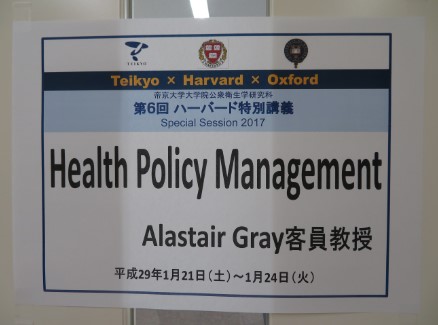 TEIKYO
Teikyo × Harvard × Oxford
帝京大学大学院公衆衛生学研究科
第6回 ハーバード特別講義
Special Session 2017
Health Policy Management
Alastair Gray客員教授
平成29年1月21日（土）～1月24日（火）